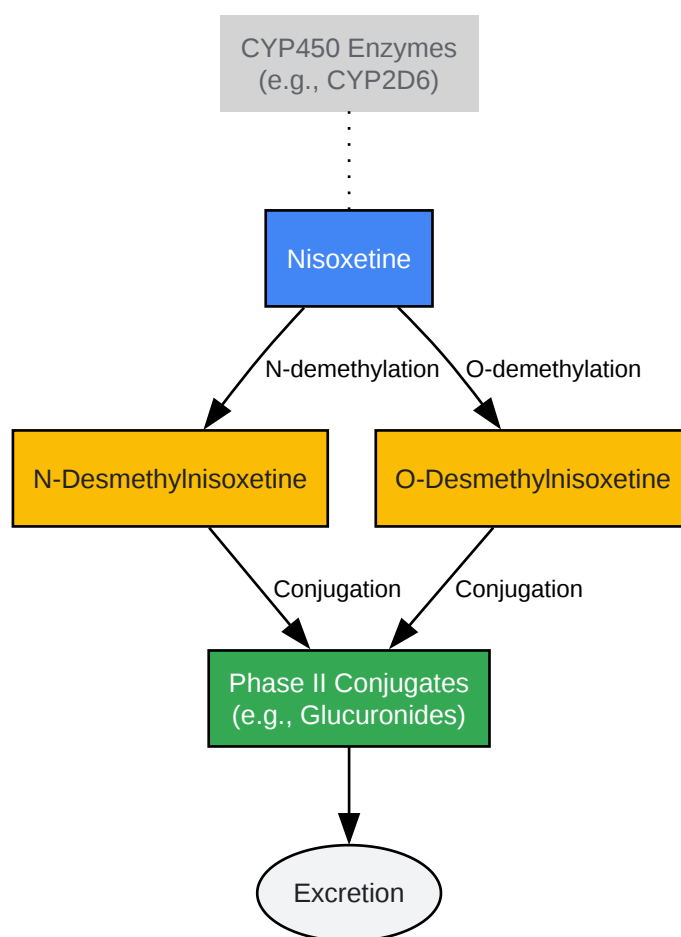 CYP450 Enzymes
(e.g., CYP2D6)
Nisoxetine
N-demethylation
O-demethylation
N-Desmethylnisoxetine
O-Desmethylnisoxetine
Conjugation
Conjugation
Phase II Conjugates
(e.g., Glucuronides)
Excretion